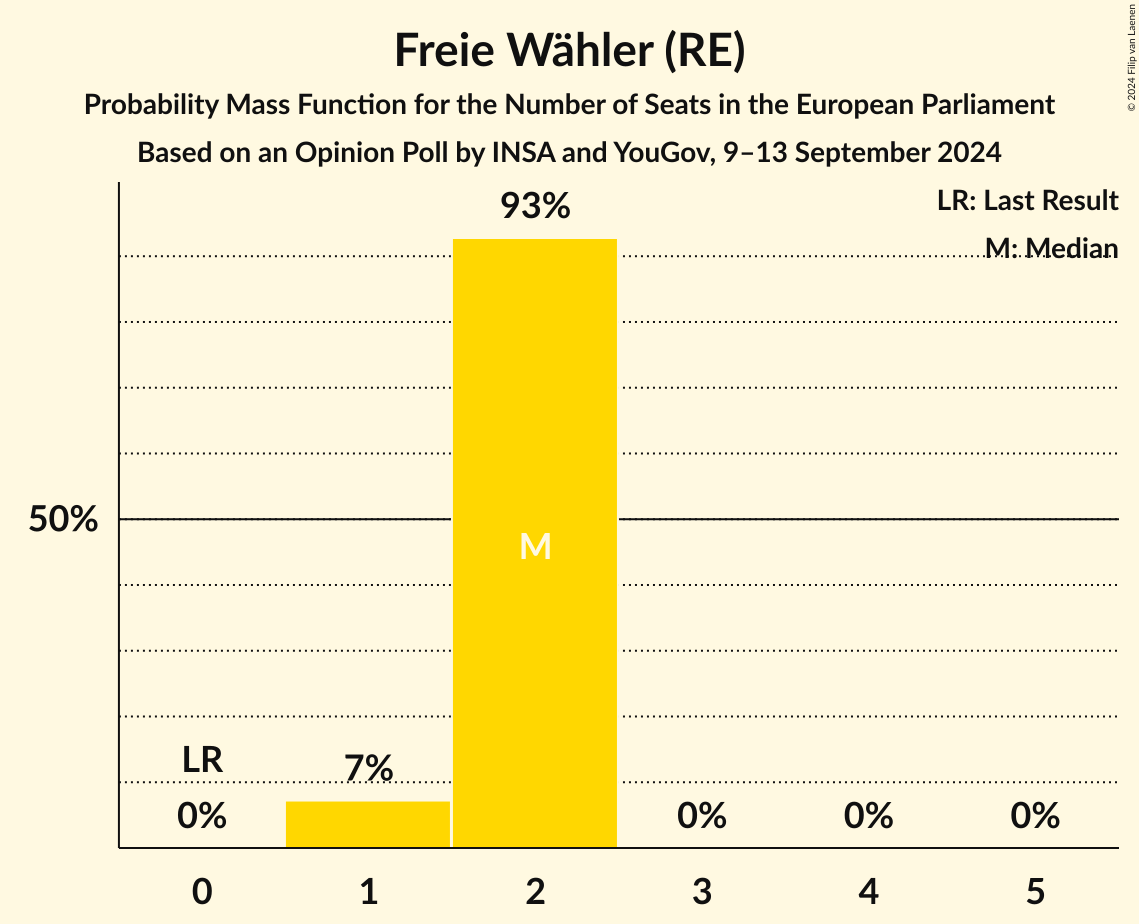 Freie Wähler (RE)
Probability Mass Function for the Number of Seats in the European Parliament
Based on an Opinion Poll by INSA and YouGov, 9–13 September 2024
© 2024 Filip van Laenen
LR: Last Result
M: Median
93%
50%
M
LR
7%
0%
0%
0%
0%
0 1 2 3 4 5